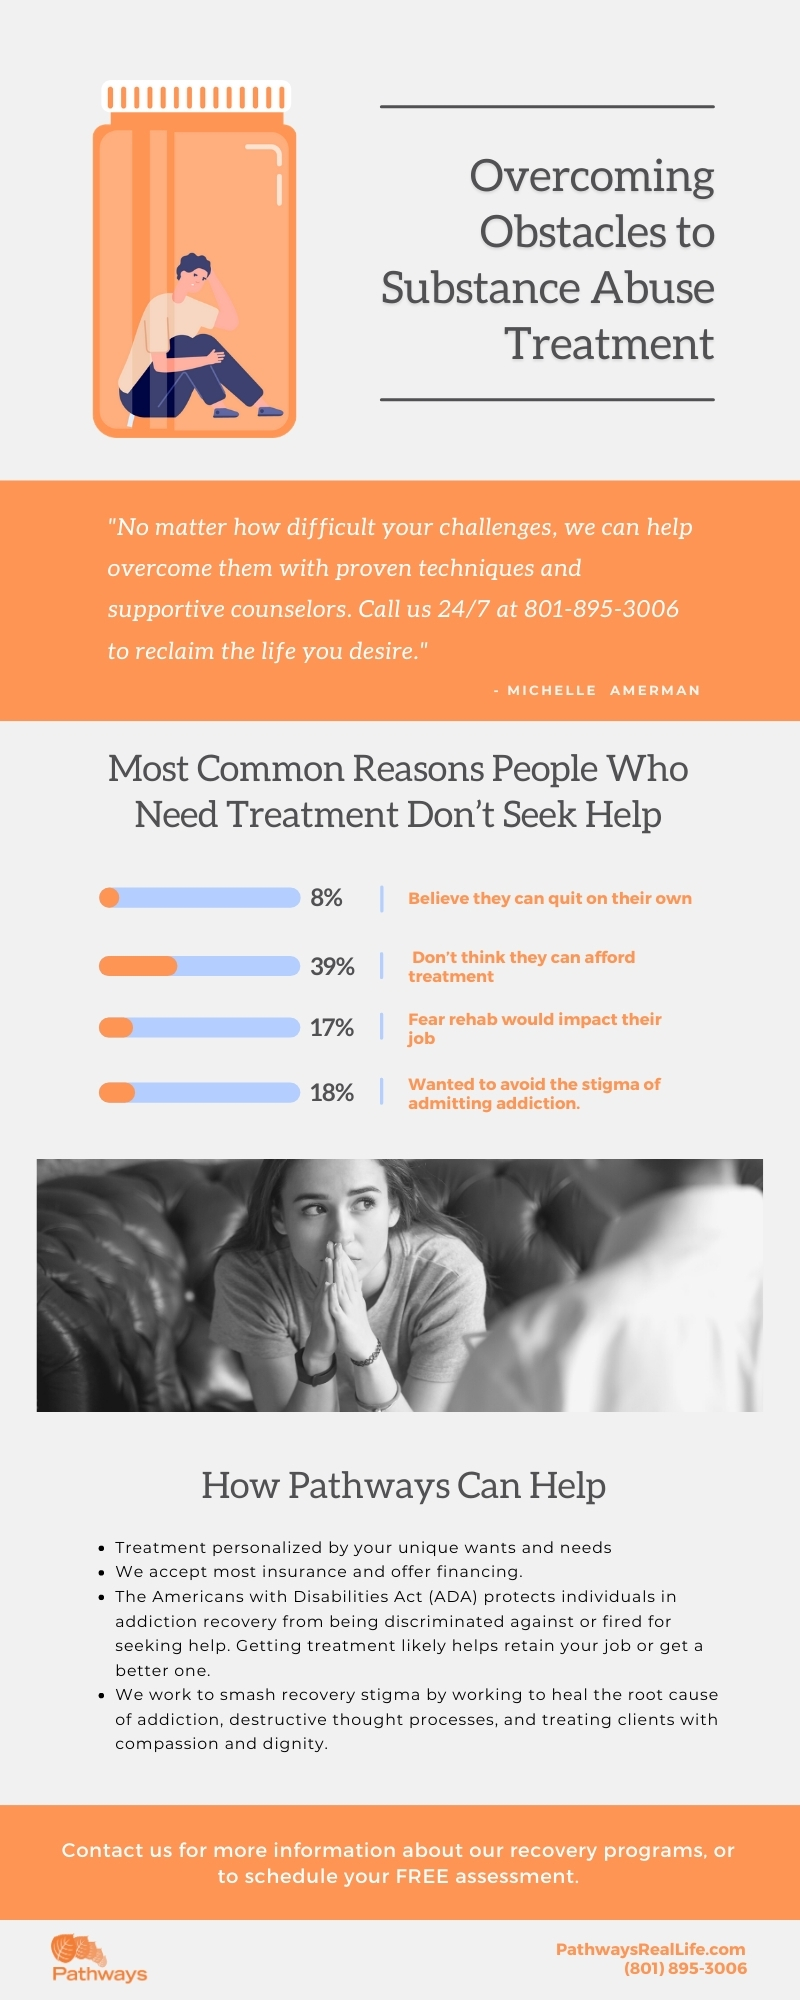 Overcoming
Obstacles to
Substance Abuse
Treatment
"No matter how difficult your challenges, we can help
overcome them with proven techniques and
supportive counselors. Call us 24/7 at 801-895-3006
to reclaim the life you desire."
- MICHELLE AMERMAN
Most Common Reasons People Who
Need Treatment Don’t Seek Help
8%
Believe they can quit on their own
39%
Don't think they can afford
treatment
17%
Fear rehab would impact their
job
18%
Wanted to avoid the stigma of
admitting addiction.
How Pathways Can Help
• Treatment personalized by your unique wants and needs
• We accept most insurance and offer financing.
• The Americans with Disabilities Act (ADA) protects individuals in
addiction recovery from being discriminated against or fired for
seeking help. Getting treatment likely helps retain your job or get a
better one.
• We work to smash recovery stigma by working to heal the root cause
of addiction, destructive thought processes, and treating clients with
compassion and dignity.
Contact us for more information about our recovery programs, or
to schedule your FREE assessment.
Pathways
PathwaysRealLife.com
(801) 895-3006